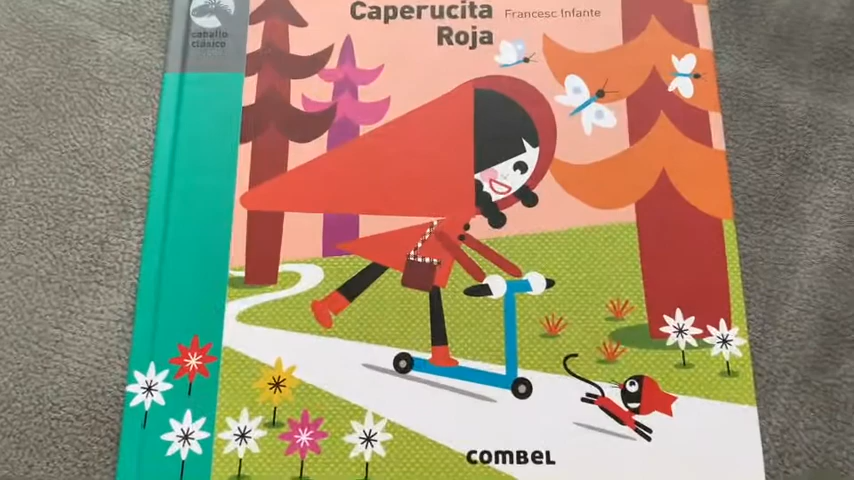 caballo
clásico
Caperucita
Roja
Francesc Infante
COMBEL